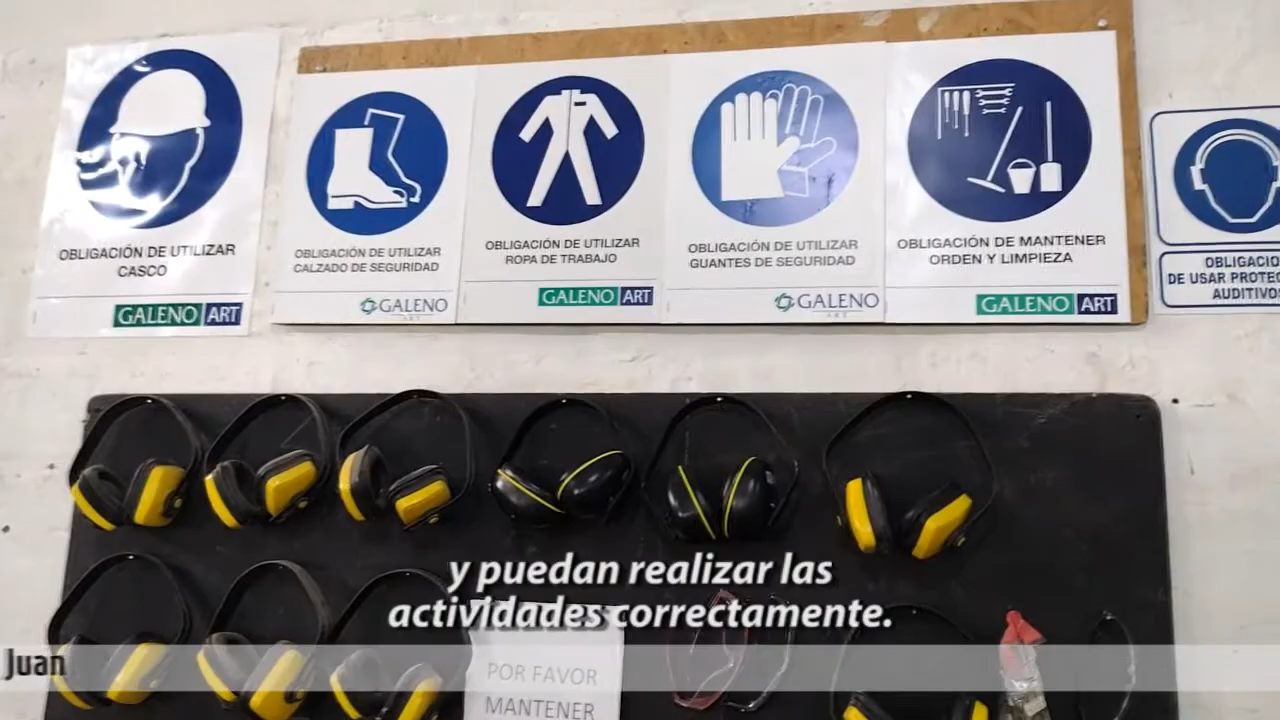 OBLIGACIÓN DE UTILIZAR
CASCO
GALENO ART
OBLIGACIÓN DE UTILIZAR
CALZADO DE SEGURIDAD
GALENO
ART
OBLIGACIÓN DE UTILIZAR
ROPA DE TRABAJO
GALENO ART
OBLIGACIÓN DE UTILIZAR
GUANTES DE SEGURIDAD
GALENO
ART
OBLIGACIÓN DE MANTENER
ORDEN Y LIMPIEZA
GALENO ART
OBLIGACIO
DE USAR PROTEC
AUDITIVOS
y puedan realizar las
actividades correctamente.
Juan
POR FAVOR
MANTENER